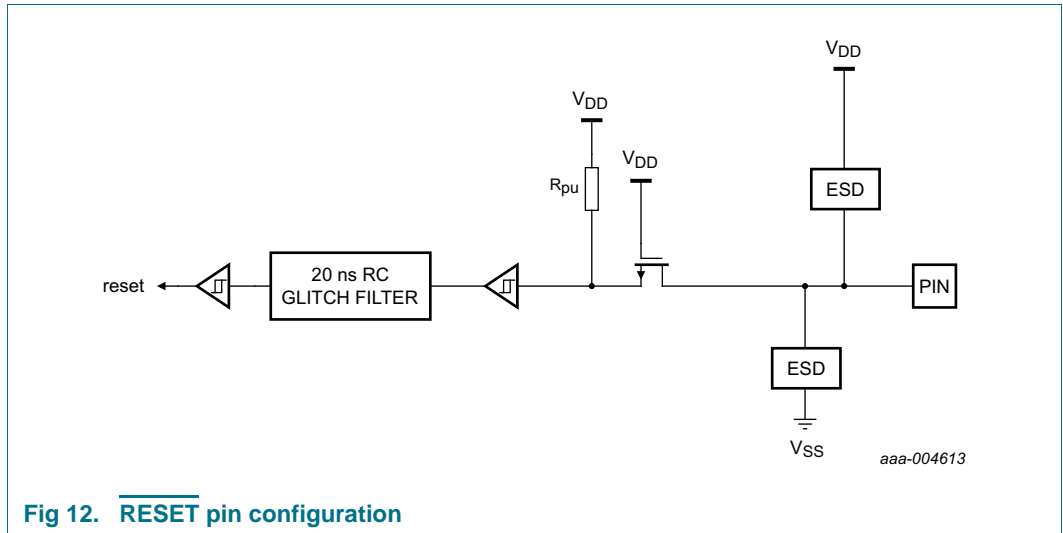 VDD
VDD
VDD
Rpu
ESD
reset
20 ns RC
GLITCH FILTER
PIN
ESD
VSS
aaa-004613
Fig 12. RESET pin configuration